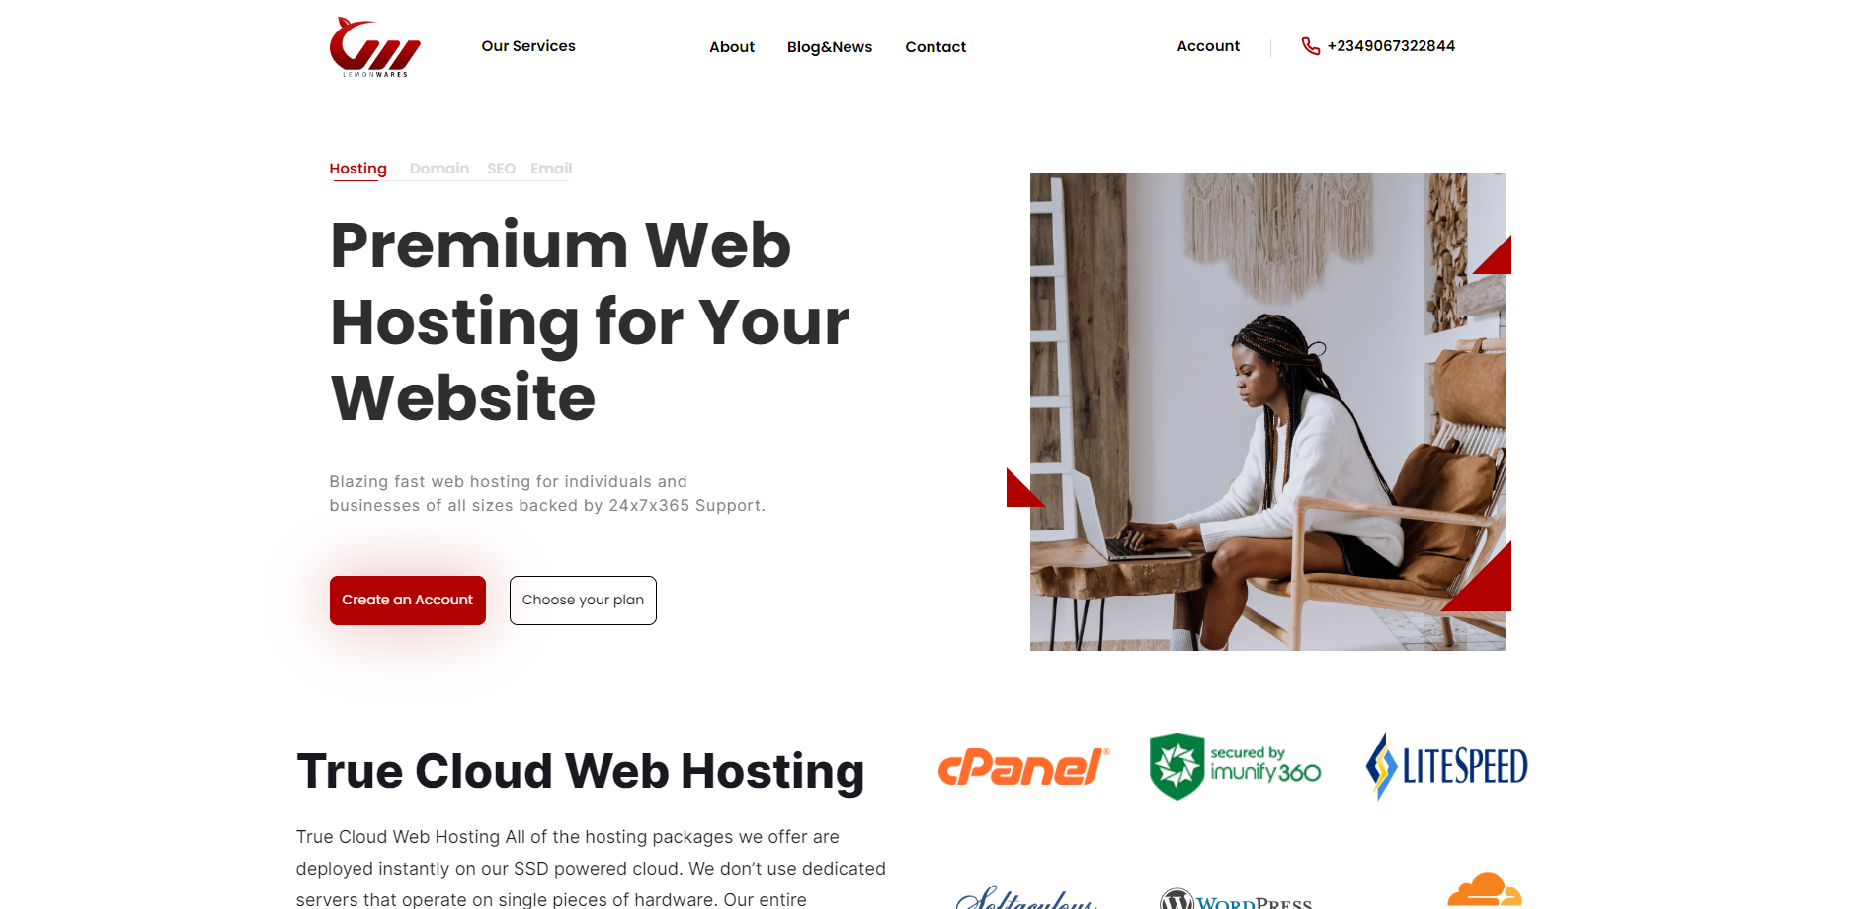 LEMONWARES
Our Services
About
Blog&News
Contact
Account
+2349067322844
Hosting
Domain
SEO
Email
Premium Web
Hosting for Your
Website
Blazing fast web hosting for individuals and
businesses of all sizes backed by 24x7x365 Support.
Create an Account
Choose your plan
True Cloud Web Hosting
True Cloud Web Hosting All of the hosting packages we offer are
deployed instantly on our SSD powered cloud. We don’t use dedicated
servers that operate on single pieces of hardware. Our entire
cPanel®
secured by
imunify360
LITESPEED
Softaculous
WORDPRESS